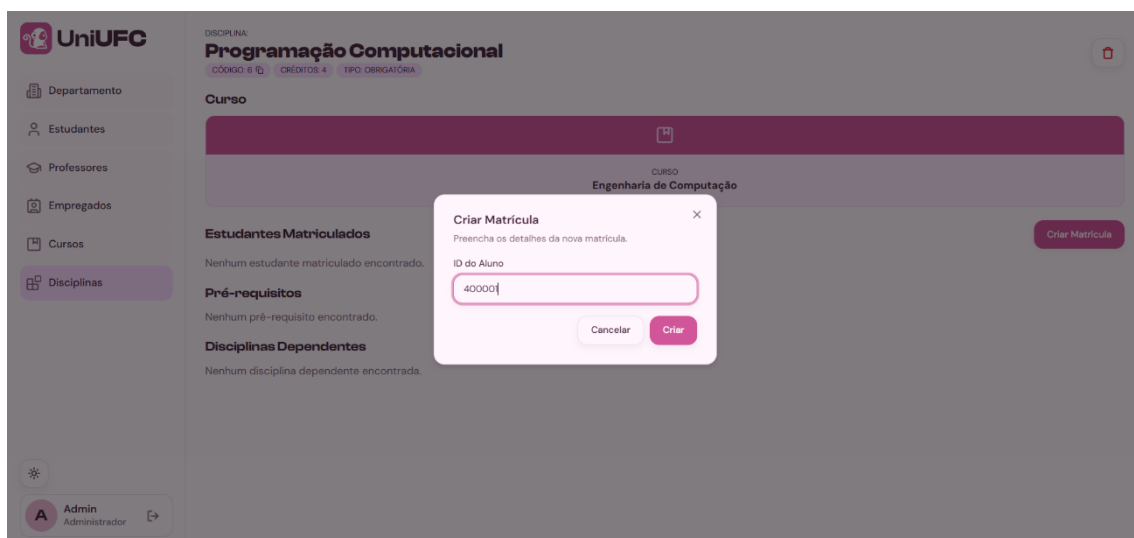 UniUFC
Departamento
Estudantes
Professores
Empregados
Cursos
Disciplinas
A
Admin
Administrador
DISCIPLINA:
Programação Computacional
CÓDIGO: 6 CRÉDITOS: 4 TIPO: OBRIGATÓRIA
Curso
CURSO
Engenharia de Computação
Estudantes Matriculados
Criar Matrícula
Nenhum estudante matriculado encontrado.
Pré-requisitos
Nenhum pré-requisito encontrado.
Disciplinas Dependentes
Nenhum disciplina dependente encontrada.
Criar Matrícula
Preencha os detalhes da nova matrícula.
ID do Aluno
400001
Cancelar Criar